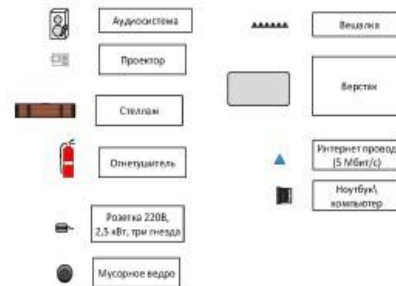 Аудиосистема
Вешалка
Проектор
Стеллаж
Верстак
Огнетушитель
Интернет провод
(5 Мбит/с)
Розетка 220В,
2,5 кВт, три гнезда
Ноутбук\
компьютер
Мусорное ведро